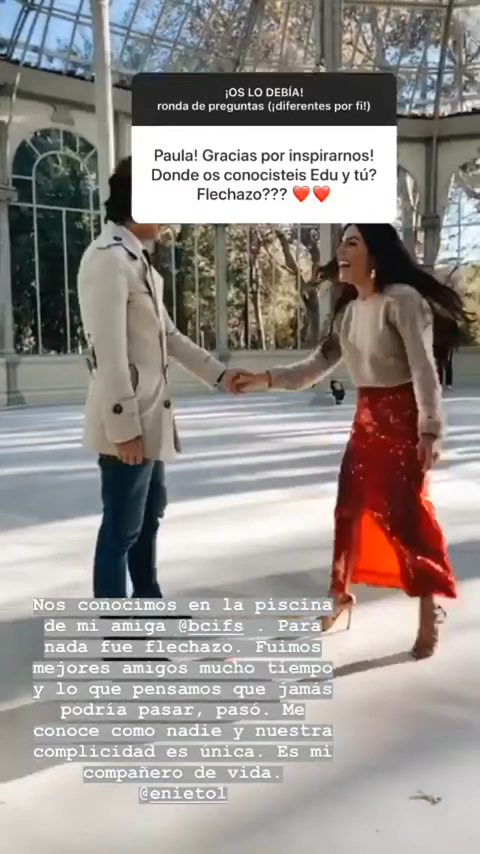 ¡OS LO DEBÍA!
ronda de preguntas (¡diferentes por fi!)
Paula! Gracias por inspirarnos!
Donde os conocisteis Edu y tú?
Flechazo??? ❤️❤️
Nos conocimos en la piscina
de mi amiga @bcifs . Para
nada fue flechazo. Fuimos
mejores amigos mucho tiempo
y lo que pensamos que jamás
podría pasar, pasó. Me
conoce como nadie y nuestra
complicidad es única. Es mi
compañero de vida.
@enieto1